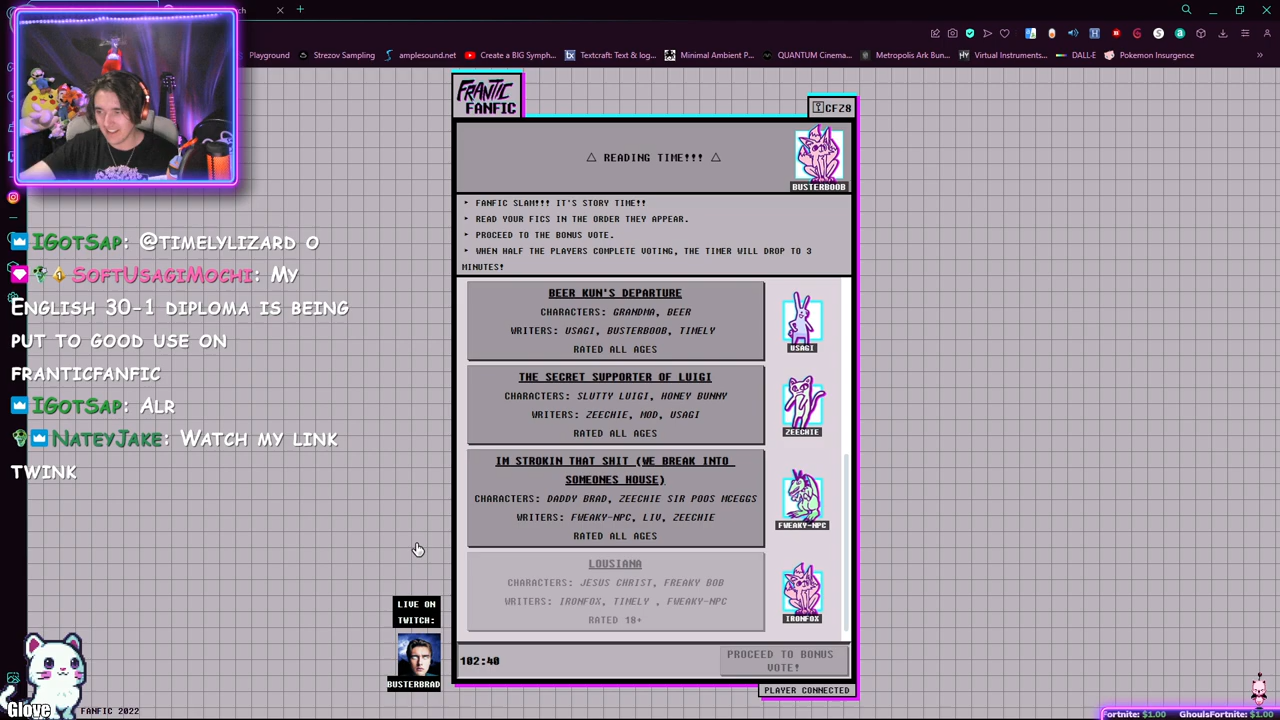 ch
Playground
Strezov Sampling
amplesound.net
Create a BIG Symph...
Textcraft: Text & log...
Minimal Ambient P...
QUANTUM Cinema...
Metropolis Ark Bun...
Virtual Instruments...
DALL-E
Pokemon Insurgence
FRANTIC
FANFIC
CFZ8
△ READING TIME!!! △
BUSTERBOOB
FANFIC SLAM!!! IT'S STORY TIME!!
READ YOUR FICS IN THE ORDER THEY APPEAR.
PROCEED TO THE BONUS VOTE.
WHEN HALF THE PLAYERS COMPLETE VOTING, THE TIMER WILL DROP TO 3
MINUTES!
BEER KUN'S DEPARTURE
CHARACTERS: GRANDMA, BEER
WRITERS: USAGI, BUSTERBOOB, TIMELY
RATED ALL AGES
USAGI
THE SECRET SUPPORTER OF LUIGI
CHARACTERS: SLUTTY LUIGI, HONEY BUNNY
WRITERS: ZEECHIE, MOD, USAGI
RATED ALL AGES
ZEECHIE
IM STROKIN THAT SHIT (WE BREAK INTO
SOMEONES HOUSE)
CHARACTERS: DADDY BRAD, ZEECHIE SIR POOS MCEGGS
WRITERS: FWEAKY-NPC, LIV, ZEECHIE
RATED ALL AGES
FWEAKY-NPC
LOUSIANA
CHARACTERS: JESUS CHRIST, FREAKY BOB
WRITERS: IRONFOX, TIMELY , FWEAKY-NPC
RATED 18+
IRONFOX
102:40
PROCEED TO BONUS
VOTE!
PLAYER CONNECTED
IGotSap: @timelylizard o
SoftUsagiMochi: My
English 30-1 diploma is being
put to good use on
franticfanfic
IGotSap: Alr
NateyJake: Watch my link
twink
LIVE ON
TWITCH:
BUSTERBRAD
Glove
FANFIC 2022
Fortnite: $1.00
GhoulsFortnite: $1.00